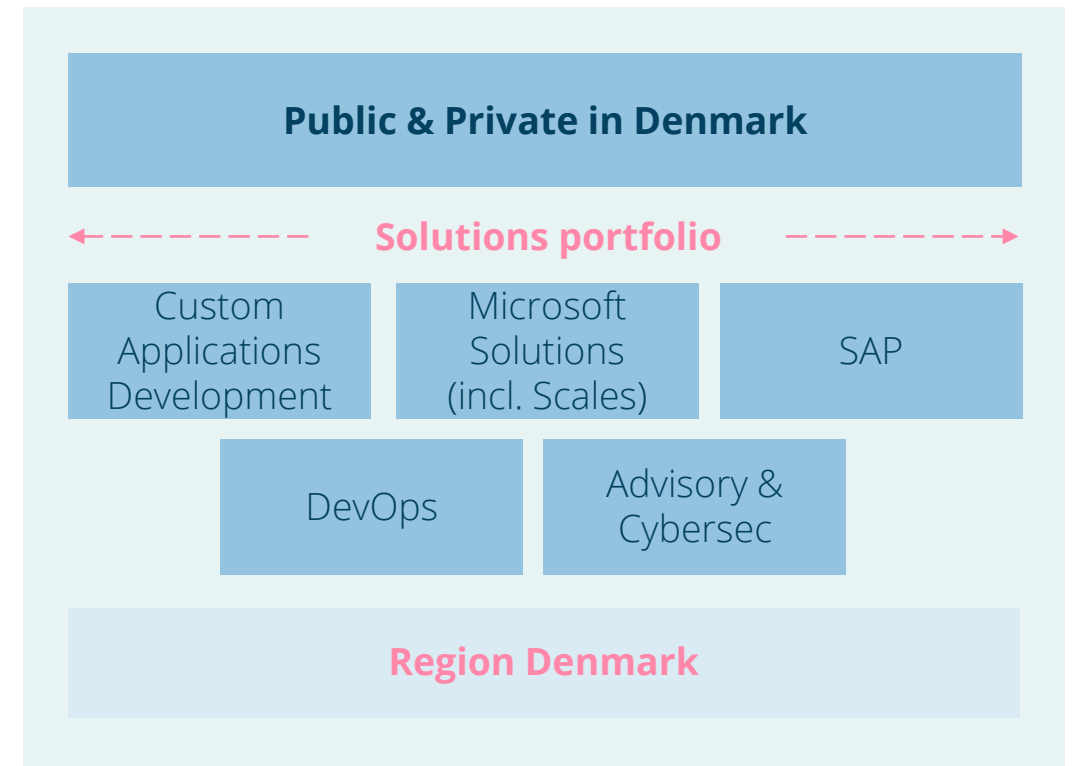 Public & Private in Denmark
Solutions portfolio
Custom
Applications
Development
Microsoft
Solutions
(incl. Scales)
SAP
DevOps
Advisory &
Cybersec
Region Denmark